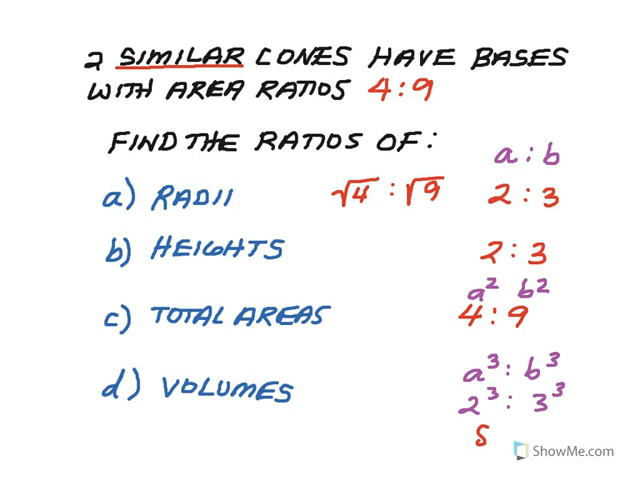 2 SIMILAR CONES HAVE BASES
WITH AREA RATIOS 4:9
FIND THE RATIOS OF:
a : b
a) RADII √4 : √9 2 : 3
b) HEIGHTS 2 : 3
a² b²
c) TOTAL AREAS 4 : 9
a³ : b³
d) VOLUMES
2³ : 3³
8
ShowMe.com